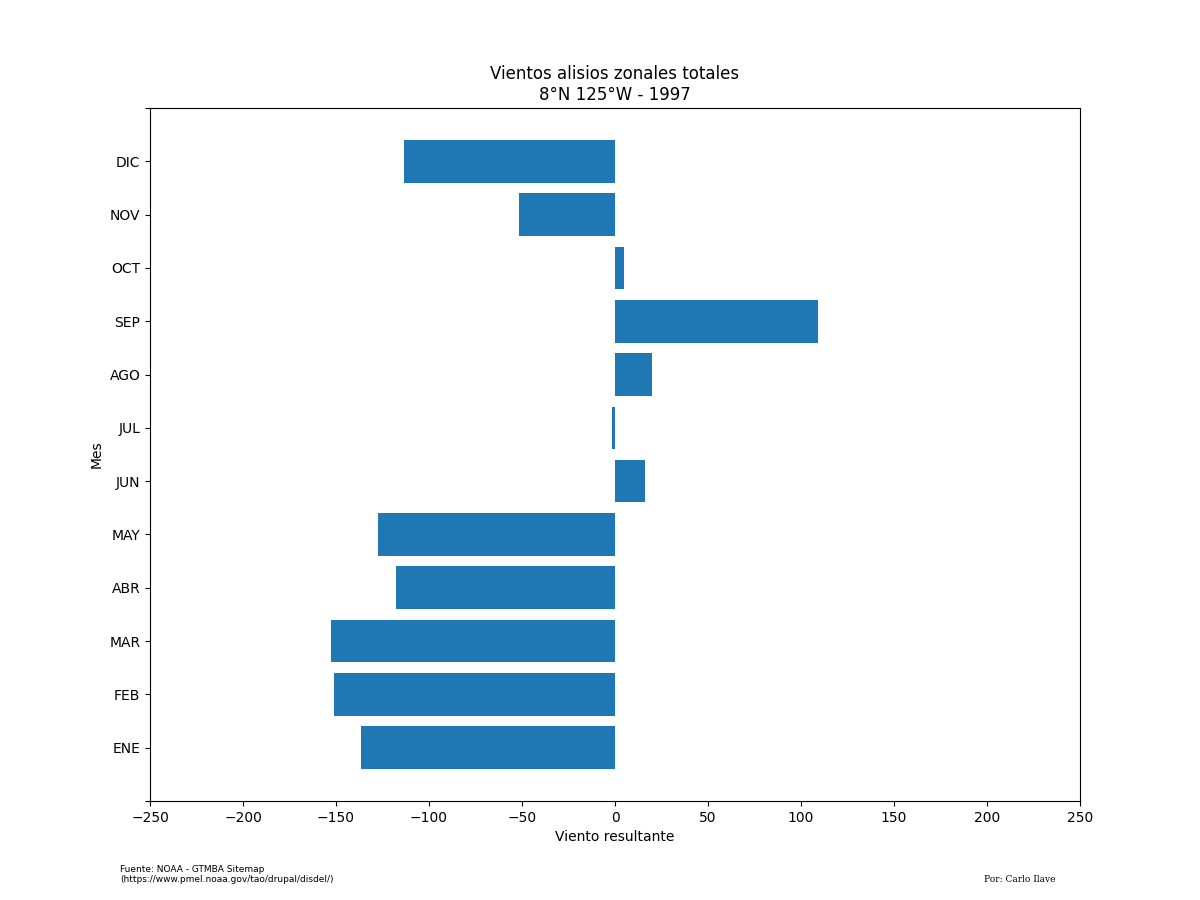 Vientos alisios zonales totales
8°N 125°W - 1997
DIC
NOV
OCT
SEP
AGO
JUL
JUN
MAY
ABR
MAR
FEB
ENE
Mes
−250 −200 −150 −100 −50 0 50 100 150 200 250
Viento resultante
Fuente: NOAA - GTMBA Sitemap
(https://www.pmel.noaa.gov/tao/drupal/disdel/)
Por: Carlo Ilave